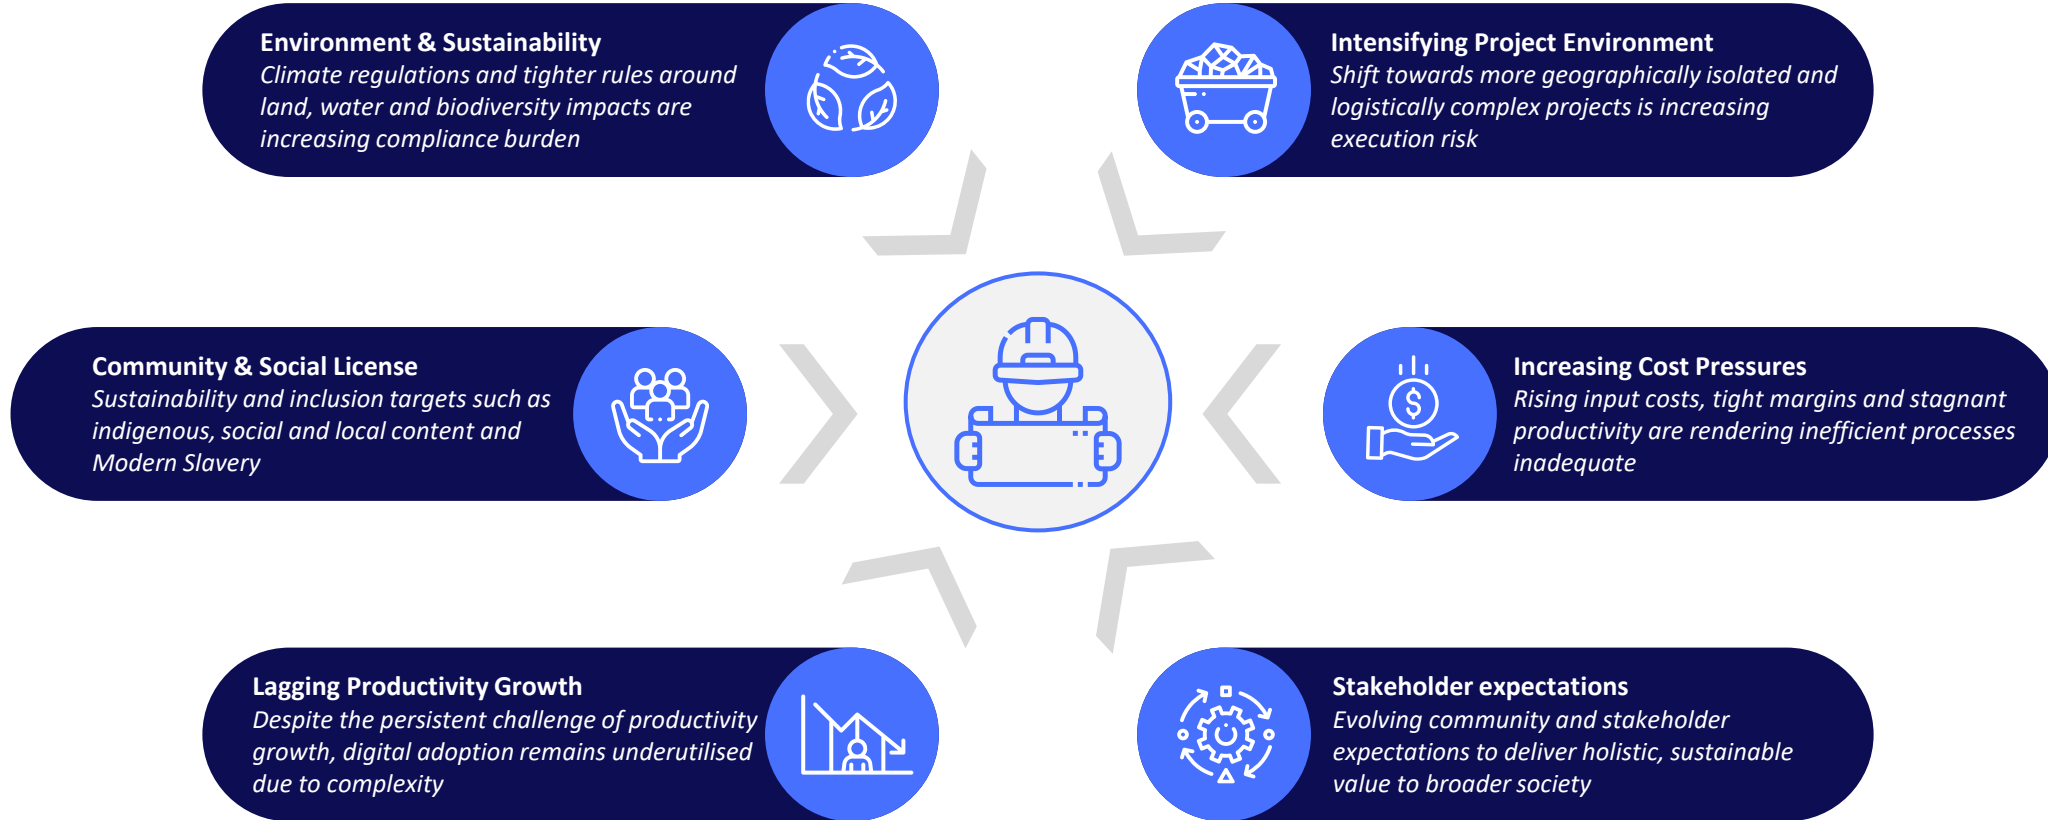 Environment & Sustainability
Climate regulations and tighter rules around
land, water and biodiversity impacts are
increasing compliance burden
Intensifying Project Environment
Shift towards more geographically isolated and
logistically complex projects is increasing
execution risk
Community & Social License
Sustainability and inclusion targets such as
indigenous, social and local content and
Modern Slavery
$
Increasing Cost Pressures
Rising input costs, tight margins and stagnant
productivity are rendering inefficient processes
inadequate
Lagging Productivity Growth
Despite the persistent challenge of productivity
growth, digital adoption remains underutilised
due to complexity
Stakeholder expectations
Evolving community and stakeholder
expectations to deliver holistic, sustainable
value to broader society